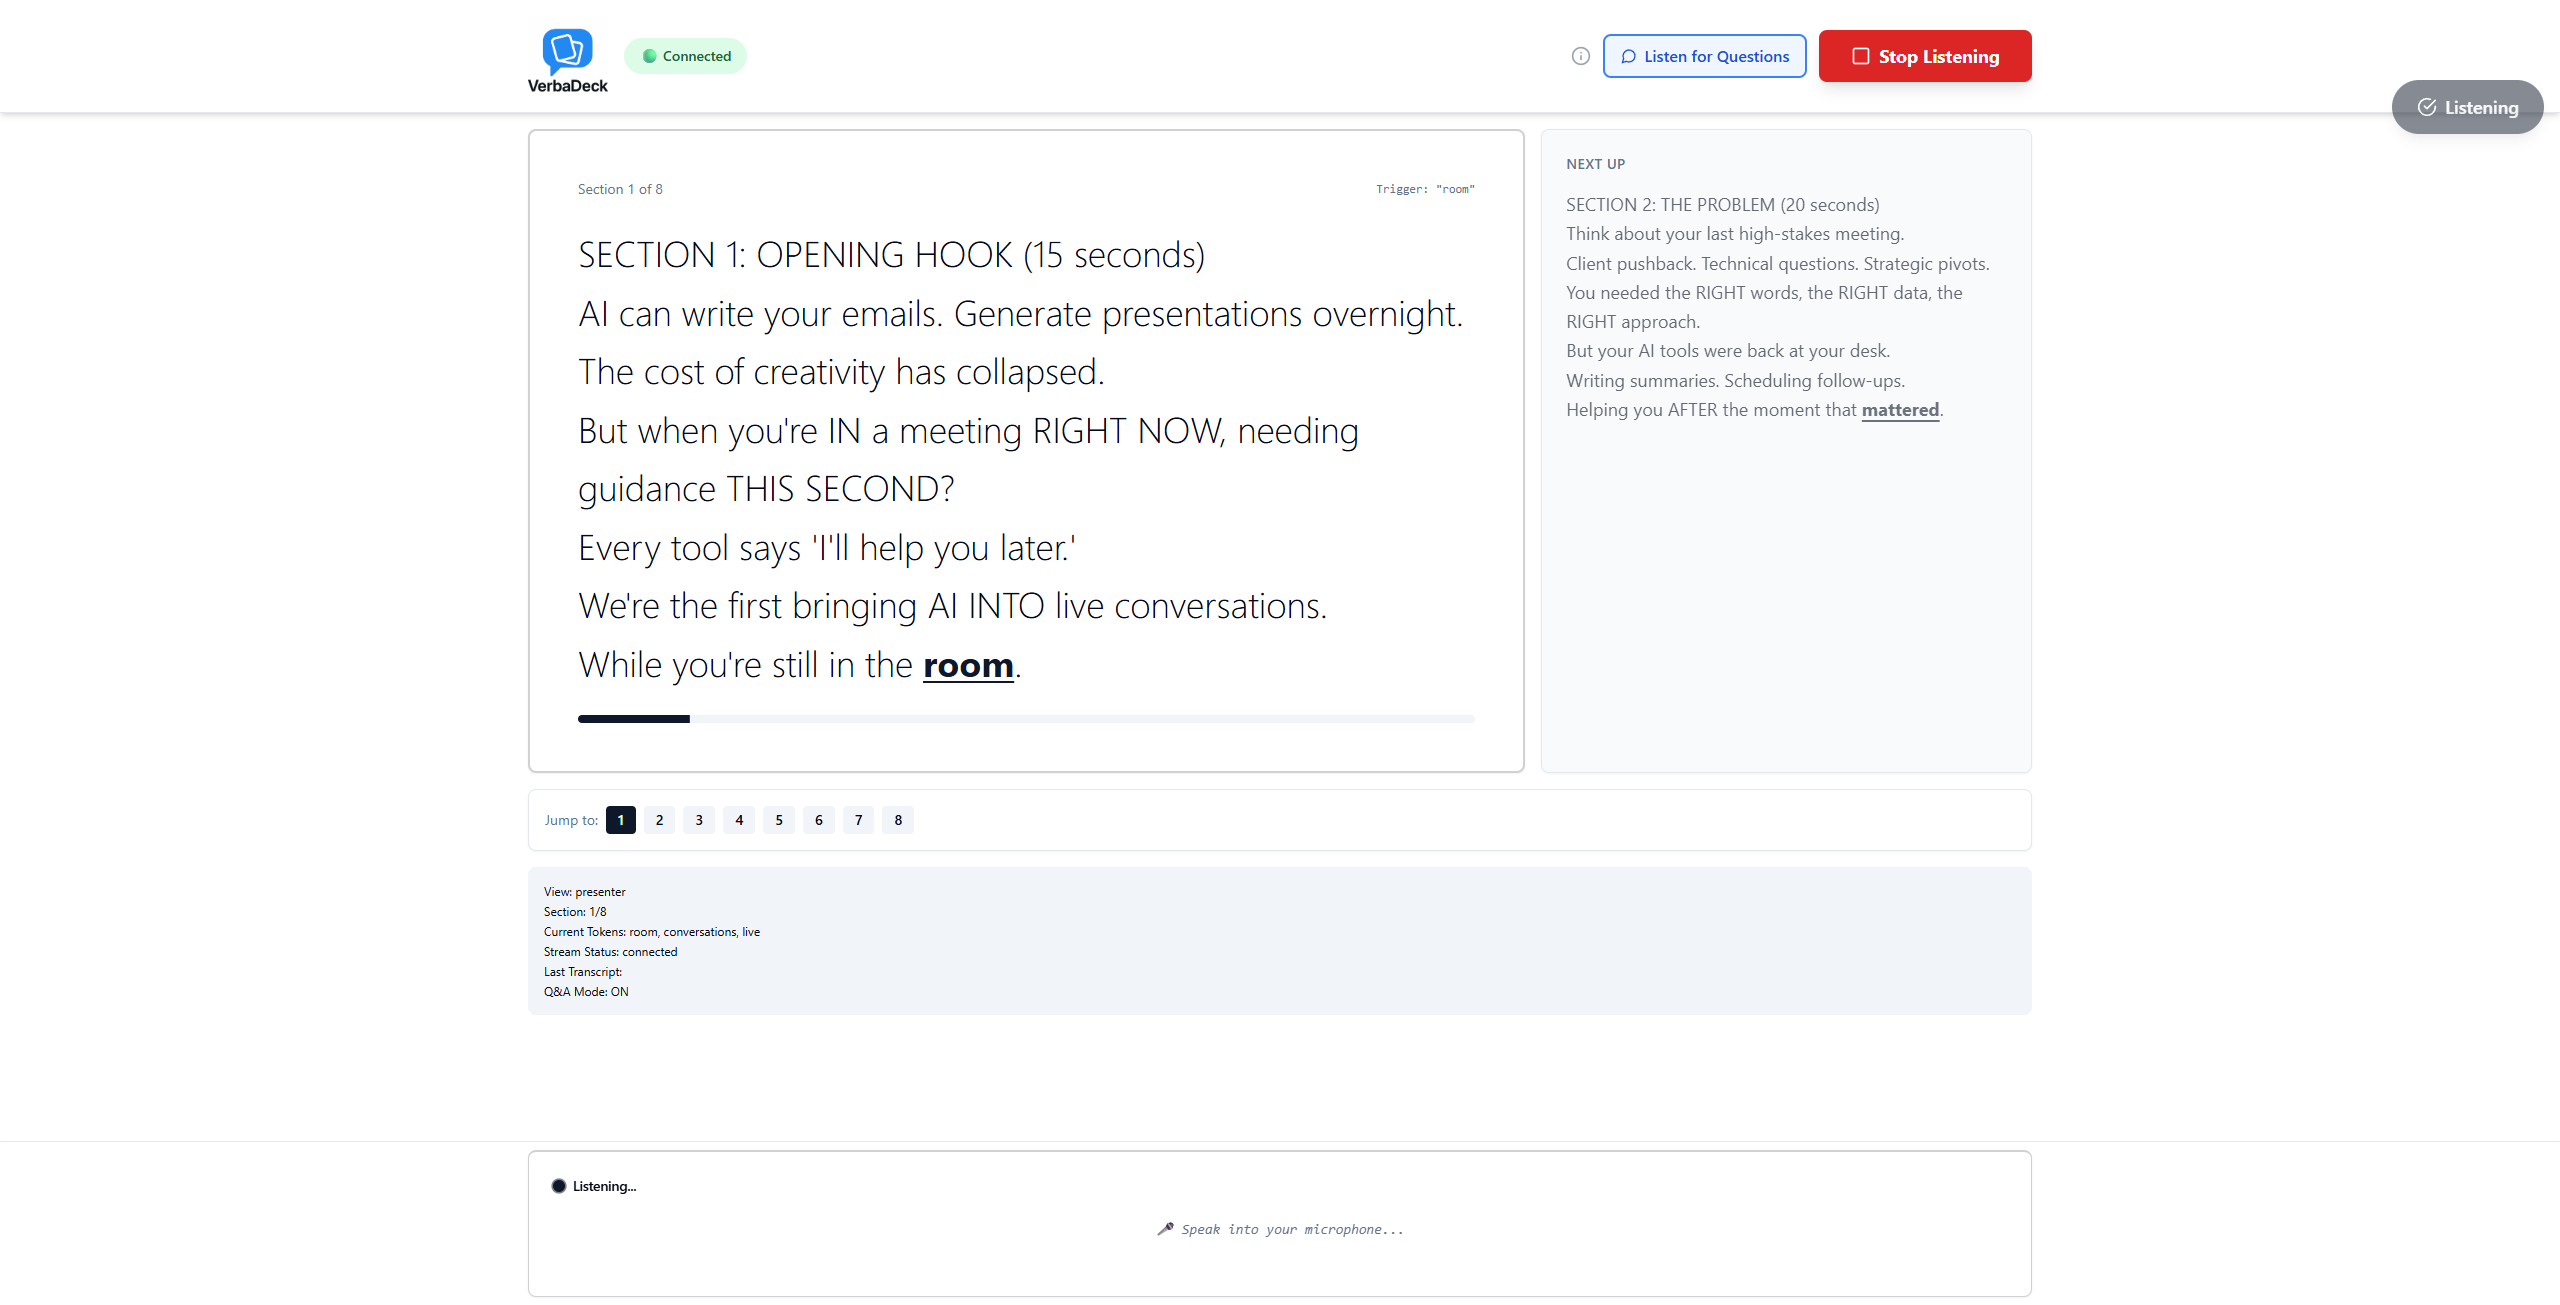 VerbaDeck
Connected
Listen for Questions
Stop Listening
Listening
Section 1 of 8
Trigger: "room"
SECTION 1: OPENING HOOK (15 seconds)
AI can write your emails. Generate presentations overnight.
The cost of creativity has collapsed.
But when you're IN a meeting RIGHT NOW, needing
guidance THIS SECOND?
Every tool says 'I'll help you later.'
We're the first bringing AI INTO live conversations.
While you're still in the room.
NEXT UP
SECTION 2: THE PROBLEM (20 seconds)
Think about your last high-stakes meeting.
Client pushback. Technical questions. Strategic pivots.
You needed the RIGHT words, the RIGHT data, the
RIGHT approach.
But your AI tools were back at your desk.
Writing summaries. Scheduling follow-ups.
Helping you AFTER the moment that mattered.
Jump to: 1 2 3 4 5 6 7 8
View: presenter
Section: 1/8
Current Tokens: room, conversations, live
Stream Status: connected
Last Transcript:
Q&A Mode: ON
Listening...
Speak into your microphone...